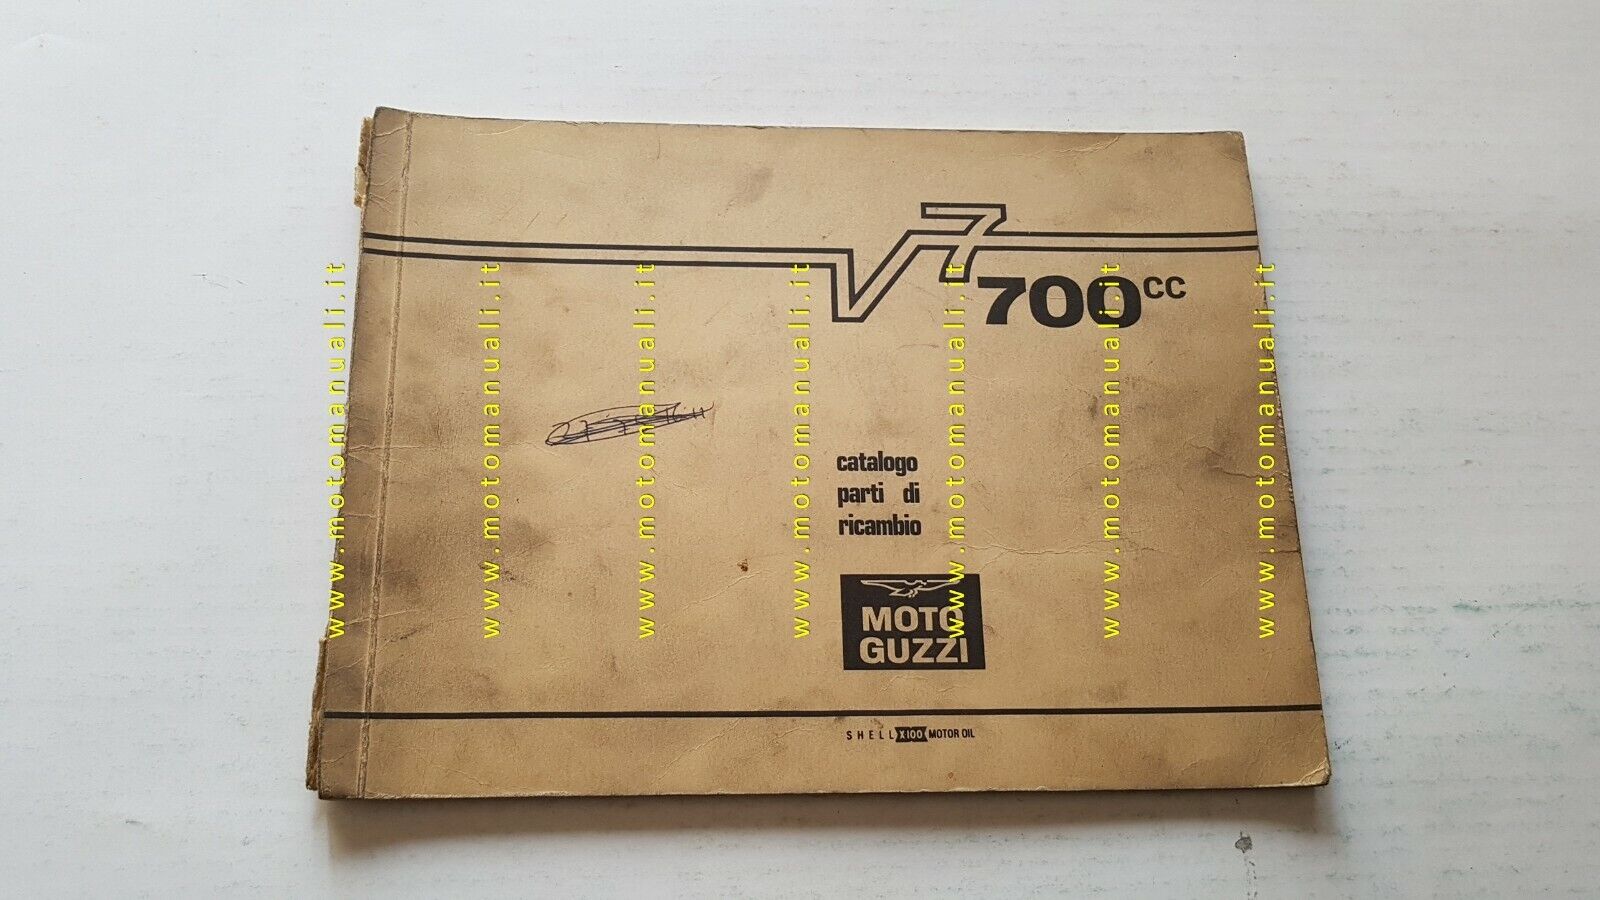 V7
700cc
catalogo
parti di
ricambio
MOTO
GUZZI
SHELL X-100 MOTOR OIL
www.motomanuali.it
www.motomanuali.it
www.motomanuali.it
www.motomanuali.it
www.motomanuali.it
www.motomanuali.it
www.motomanuali.it